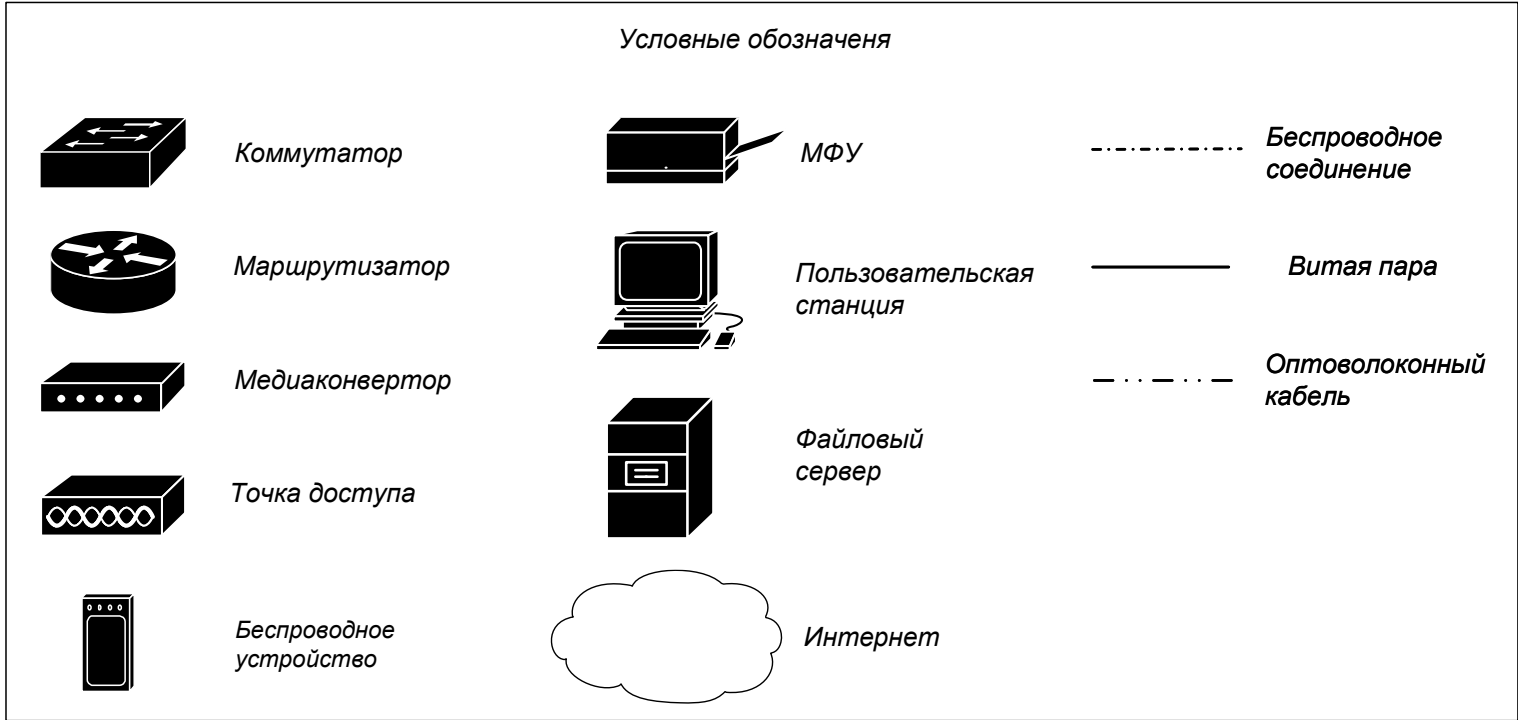 Условные обозначеня
Коммутатор
Маршрутизатор
Медиаконвертор
Точка доступа
Беспроводное
устройство
МФУ
Пользовательская
станция
Файловый
сервер
Интернет
Беспроводное
соединение
Витая пара
Оптоволоконный
кабель